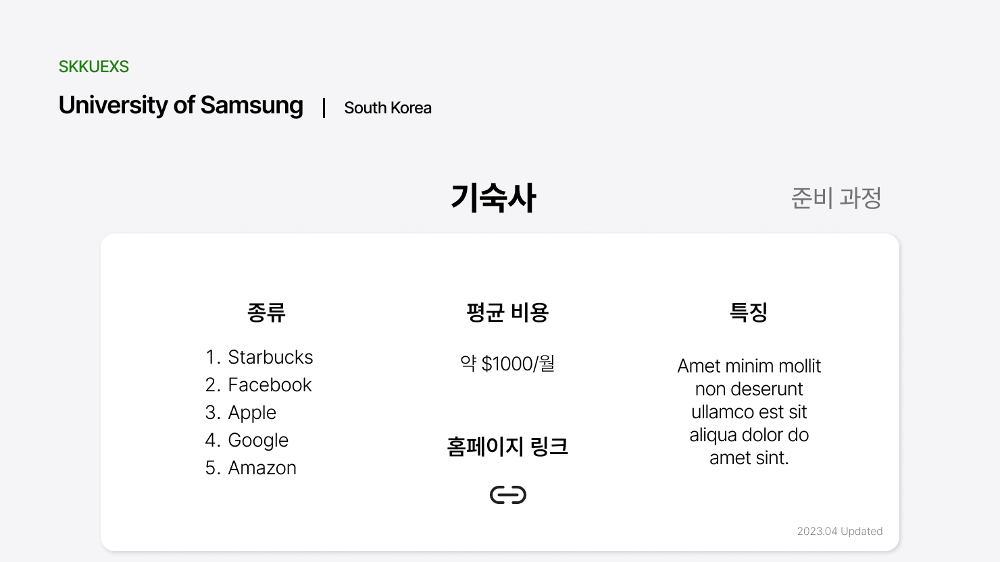 SKKUEXS
University of Samsung | South Korea
기숙사
준비 과정
종류
1. Starbucks
2. Facebook
3. Apple
4. Google
5. Amazon
평균 비용
약 $1000/월
홈페이지 링크
특징
Amet minim mollit
non deserunt
ullamco est sit
aliqua dolor do
amet sint.
2023.04 Updated